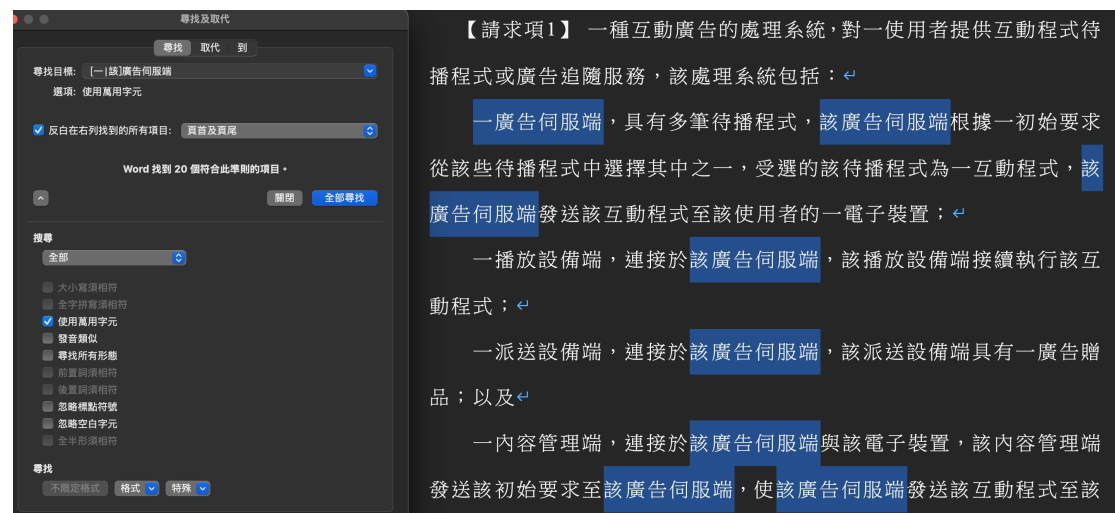 尋找及取代
尋找 取代 到
尋找目標: [一|該]廣告伺服端
選項: 使用萬用字元
反白在右列找到的所有項目: 頁首及頁尾
Word 找到 20 個符合此準則的項目。
關閉 全部尋找
搜尋
全部
大小寫須相符
全字拼寫須相符
使用萬用字元
發音類似
尋找所有形態
前置詞須相符
後置詞須相符
忽略標點符號
忽略空白字元
全半形須相符
尋找
不限定格式 格式 特殊
【請求項1】 一種互動廣告的處理系統,對一使用者提供互動程式待
播程式或廣告追隨服務,該處理系統包括:↵
一廣告伺服端,具有多筆待播程式,該廣告伺服端根據一初始要求
從該些待播程式中選擇其中之一,受選的該待播程式為一互動程式,該
廣告伺服端發送該互動程式至該使用者的一電子裝置;↵
一播放設備端,連接於該廣告伺服端,該播放設備端接續執行該互
動程式;↵
一派送設備端,連接於該廣告伺服端,該派送設備端具有一廣告贈
品;以及↵
一內容管理端,連接於該廣告伺服端與該電子裝置,該內容管理端
發送該初始要求至該廣告伺服端,使該廣告伺服端發送該互動程式至該